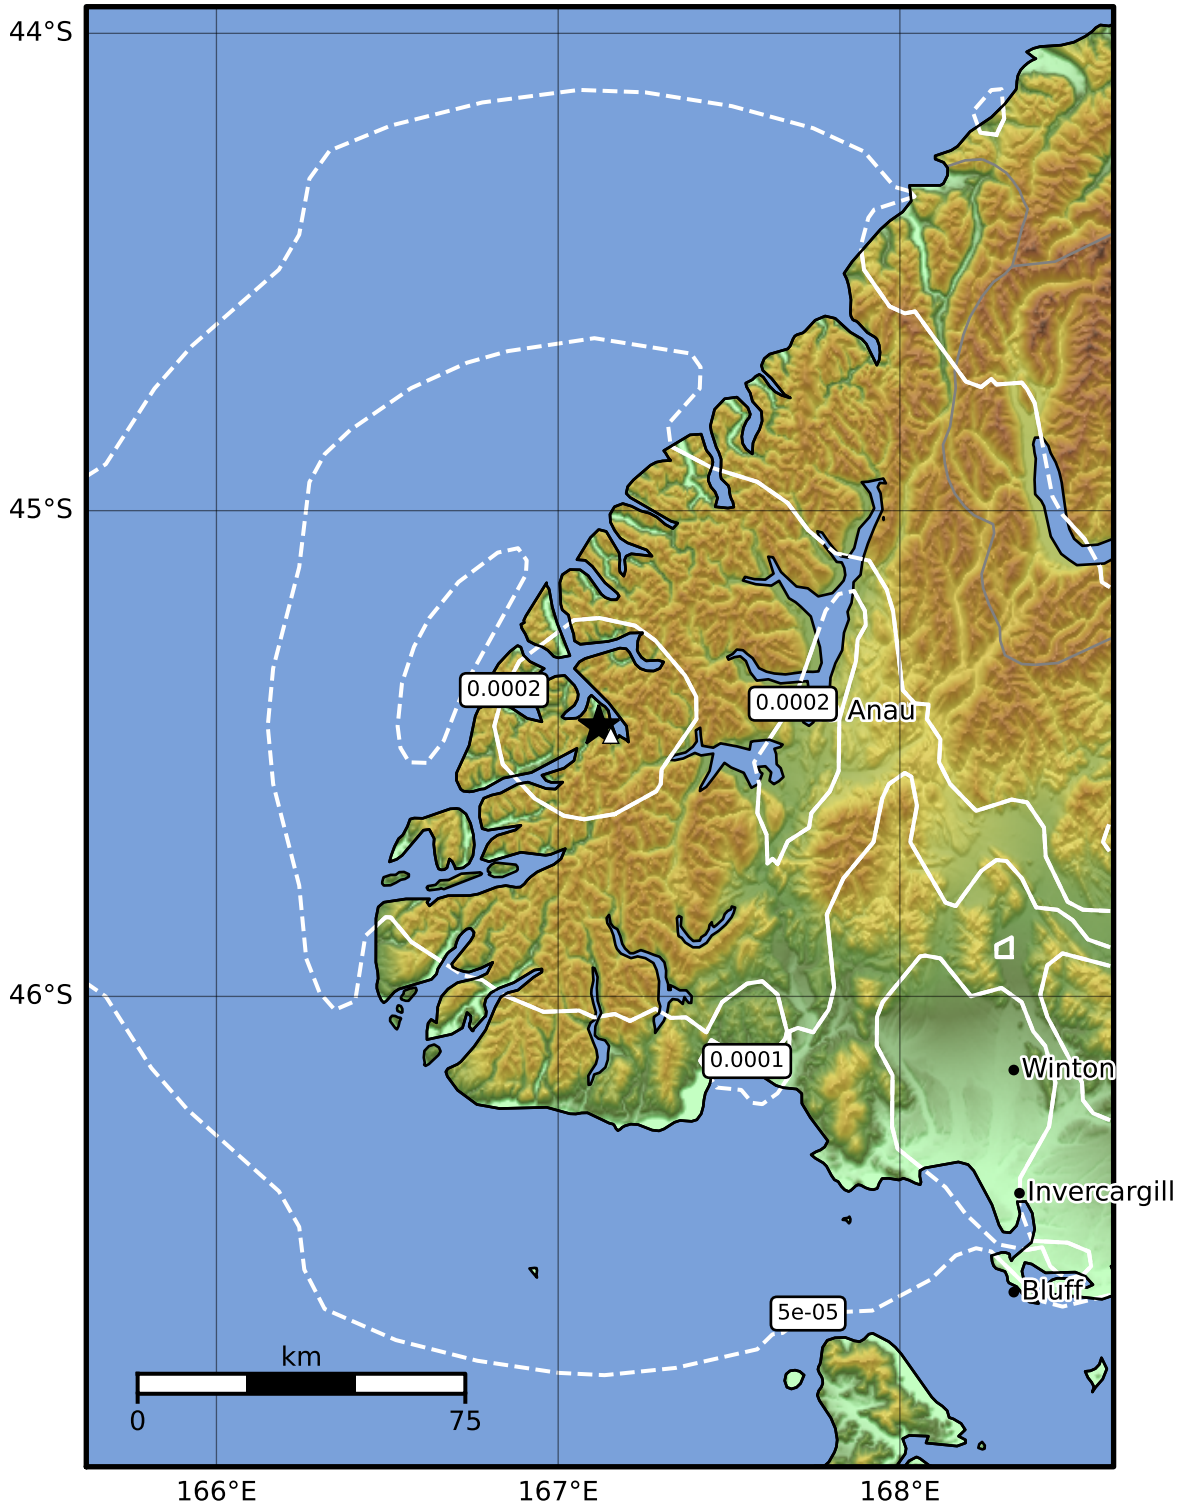 44°S
45°S
0.0002
0.0002
Anau
46°S
0.0001
Winton
Invercargill
Bluff
5e-05
km
0
75
166°E
167°E
168°E